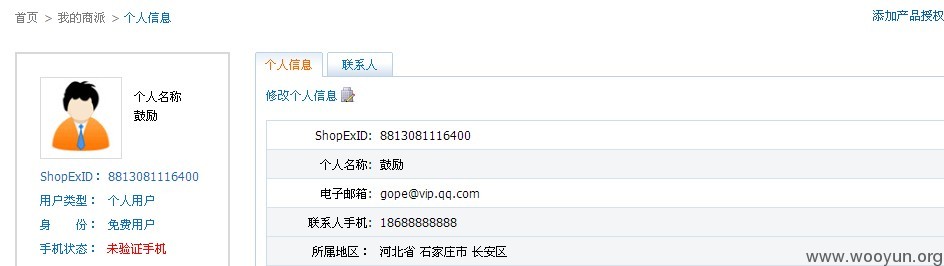 首页 > 我的商派 > 个人信息
添加产品授权
个人名称
鼓励
ShopExID： 8813081116400
用户类型： 个人用户
身 份： 免费用户
手机状态： 未验证手机
个人信息 联系人
修改个人信息
ShopExID: 8813081116400
个人名称: 鼓励
电子邮箱: gope@vip.qq.com
联系人手机: 18688888888
所属地区： 河北省 石家庄市 长安区
www.wooyun.org